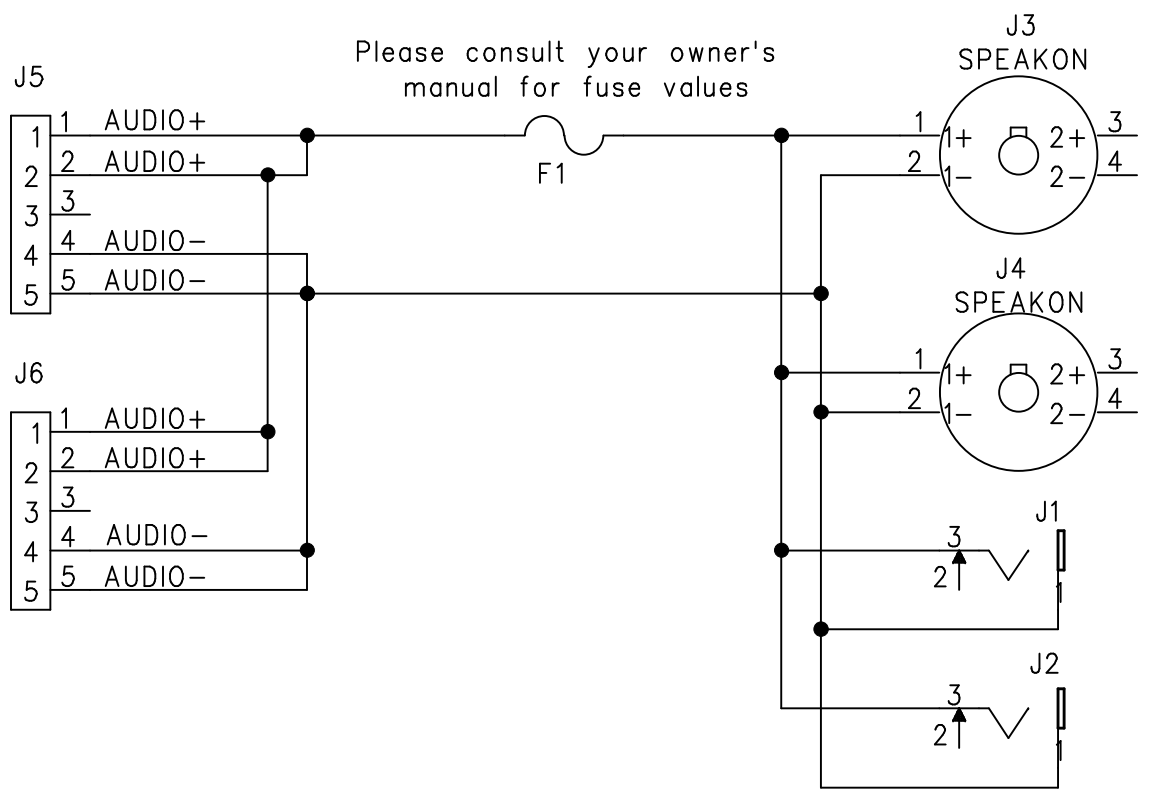 Please consult your owner's
manual for fuse values
J5
1 1 AUDIO+
2 2 AUDIO+
3 3
4 4 AUDIO-
5 5 AUDIO-
F1
J3
SPEAKON
1 1+ 2+ 3
2 1- 2- 4
J4
SPEAKON
1 1+ 2+ 3
2 1- 2- 4
J6
1 1 AUDIO+
2 2 AUDIO+
3 3
4 4 AUDIO-
5 5 AUDIO-
J1
3
2
1
J2
3
2
1